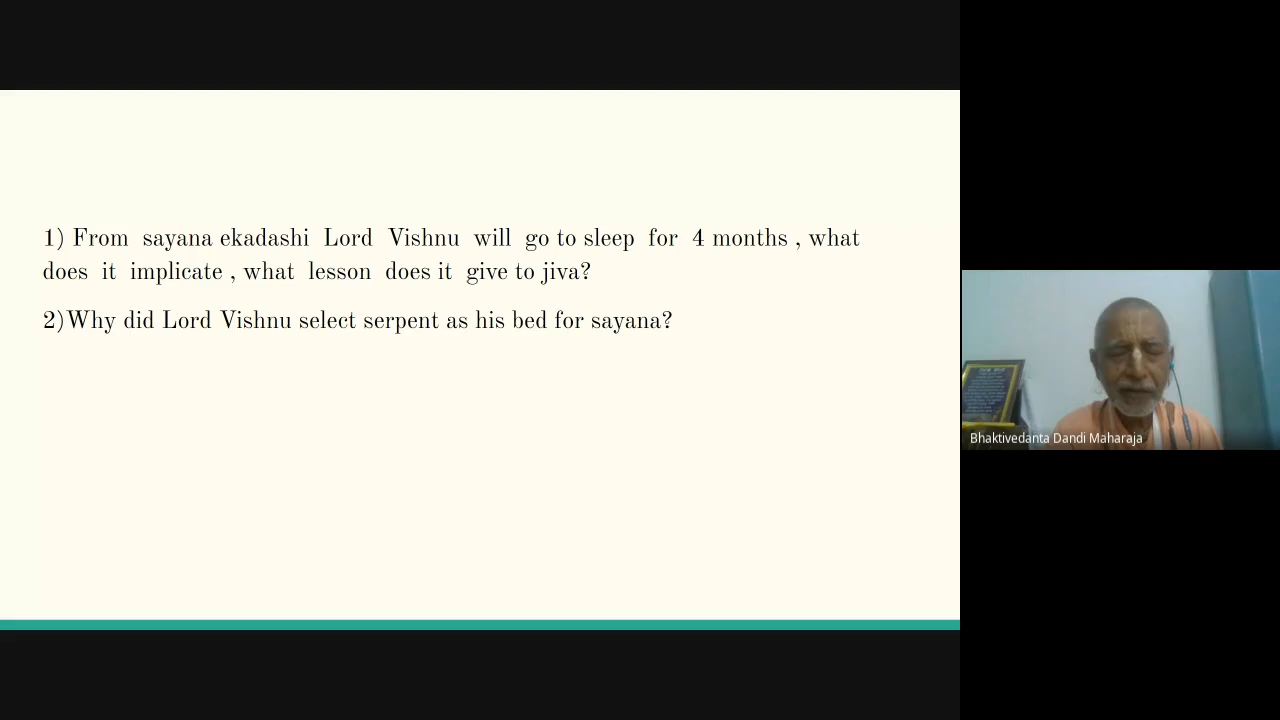 1) From sayana ekadashi Lord Vishnu will go to sleep for 4 months , what
does it implicate , what lesson does it give to jiva?
2)Why did Lord Vishnu select serpent as his bed for sayana?
Bhaktivedanta Dandi Maharaja